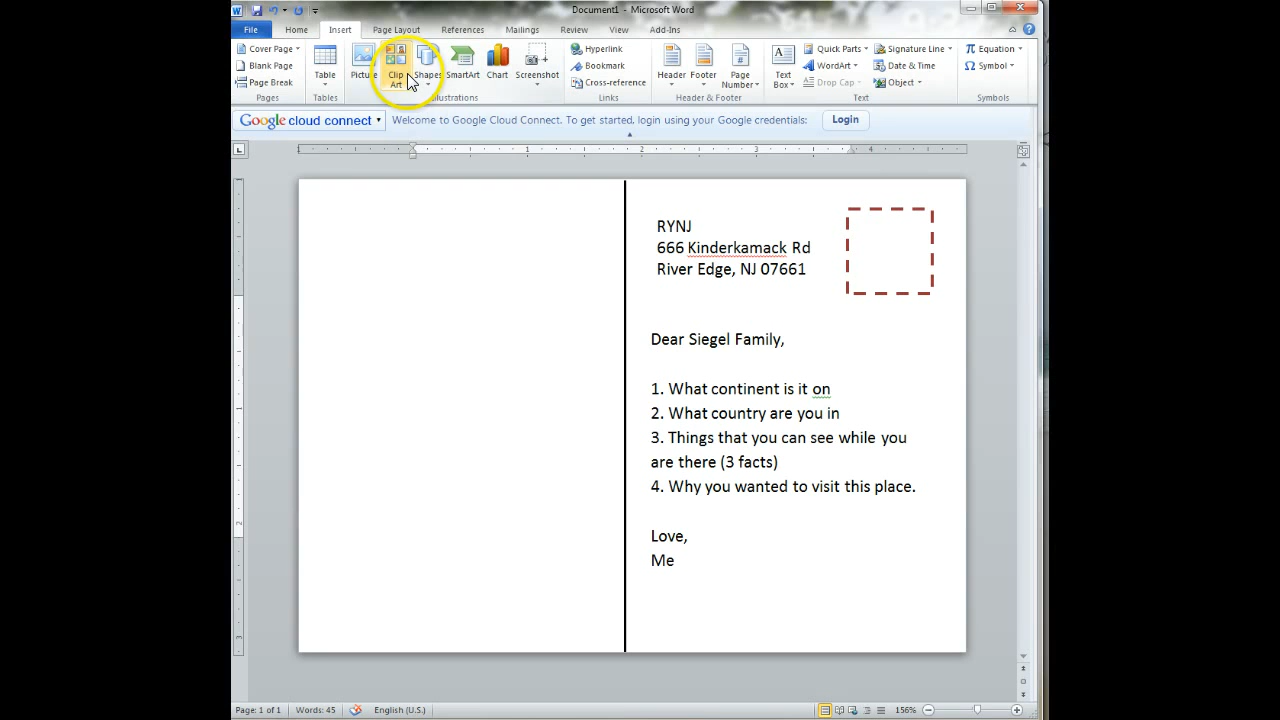 Document1 - Microsoft Word
File Home Insert Page Layout References Mailings Review View Add-Ins
Cover Page
Blank Page
Page Break
Pages
Table
Tables
Picture
Clip
Art
Shapes
SmartArt
Chart
Screenshot
Illustrations
Hyperlink
Bookmark
Cross-reference
Links
Header
Footer
Page
Number
Header & Footer
Text
Box
Quick Parts
WordArt
Drop Cap
Signature Line
Date & Time
Object
Text
Equation
Symbol
Symbols
Google cloud connect Welcome to Google Cloud Connect. To get started, login using your Google credentials: Login
1 1 2 3 4
RYNJ
666 Kinderkamack Rd
River Edge, NJ 07661
Dear Siegel Family,
1. What continent is it on
2. What country are you in
3. Things that you can see while you
are there (3 facts)
4. Why you wanted to visit this place.
Love,
Me
Page: 1 of 1 Words: 45 English (U.S.) 156%